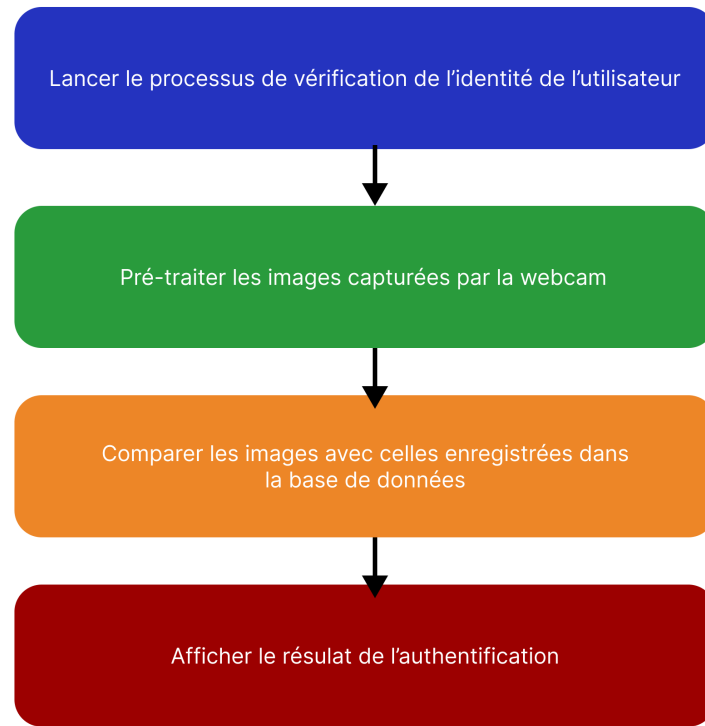 Lancer le processus de vérification de l’identité de l’utilisateur
Pré-traiter les images capturées par la webcam
Comparer les images avec celles enregistrées dans
la base de données
Afficher le résulat de l’authentification